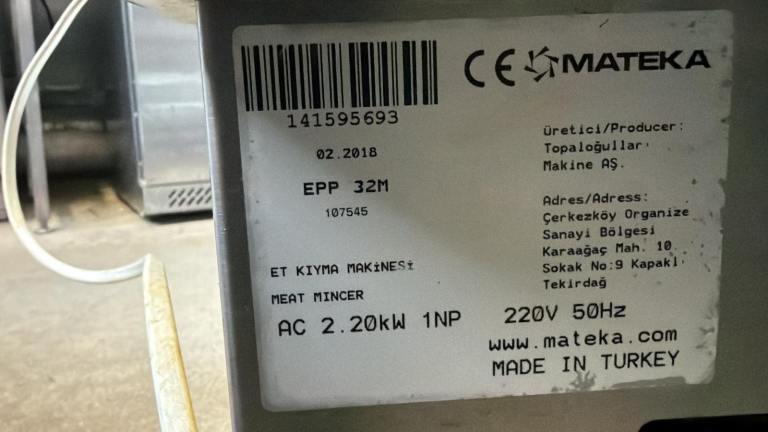 CE MATEKA
141595693
02.2018
EPP 32M
107545
ET KIYMA MAKİNESİ
MEAT MINCER
AC 2.20kW 1NP
üretici/Producer:
Topaloğulları
Makine AŞ.
Adres/Address:
Çerkezköy Organize
Sanayi Bölgesi
Karaağaç Mah. 10.
Sokak No:9 Kapaklı
Tekirdağ
220V 50Hz
www.mateka.com
MADE IN TURKEY